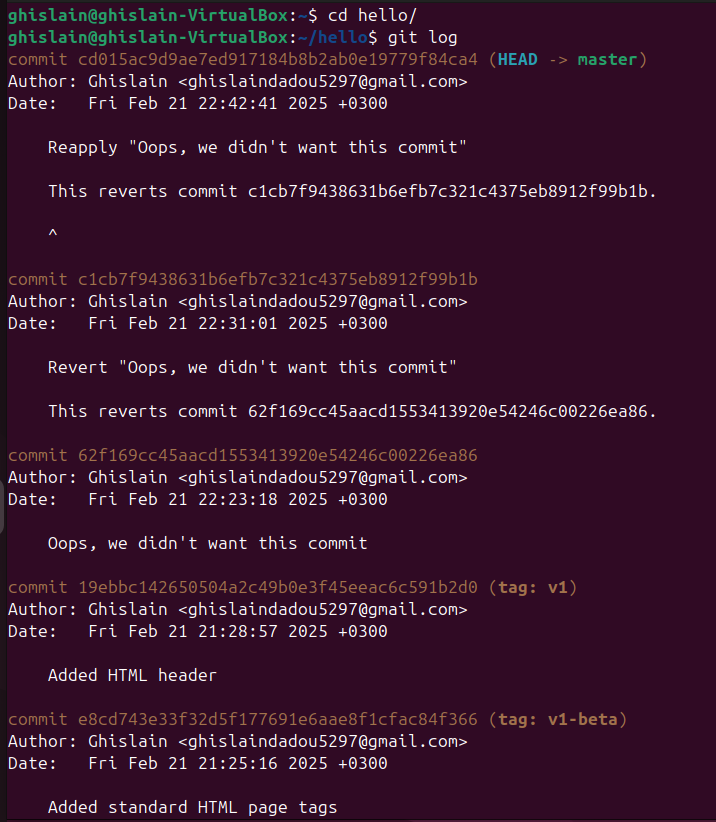 ghislain@ghislain-VirtualBox:~$ cd hello/
ghislain@ghislain-VirtualBox:~/hello$ git log
commit cd015ac9d9ae7ed917184b8b2ab0e19779f84ca4 (HEAD -> master)
Author: Ghislain <ghislaindadou5297@gmail.com>
Date:   Fri Feb 21 22:42:41 2025 +0300
    Reapply "Oops, we didn't want this commit"
    This reverts commit c1cb7f9438631b6efb7c321c4375eb8912f99b1b.
    ^
commit c1cb7f9438631b6efb7c321c4375eb8912f99b1b
Author: Ghislain <ghislaindadou5297@gmail.com>
Date:   Fri Feb 21 22:31:01 2025 +0300
    Revert "Oops, we didn't want this commit"
    This reverts commit 62f169cc45aacd1553413920e54246c00226ea86.
commit 62f169cc45aacd1553413920e54246c00226ea86
Author: Ghislain <ghislaindadou5297@gmail.com>
Date:   Fri Feb 21 22:23:18 2025 +0300
    Oops, we didn't want this commit
commit 19ebbc142650504a2c49b0e3f45eeac6c591b2d0 (tag: v1)
Author: Ghislain <ghislaindadou5297@gmail.com>
Date:   Fri Feb 21 21:28:57 2025 +0300
    Added HTML header
commit e8cd743e33f32d5f177691e6aae8f1cfac84f366 (tag: v1-beta)
Author: Ghislain <ghislaindadou5297@gmail.com>
Date:   Fri Feb 21 21:25:16 2025 +0300
    Added standard HTML page tags